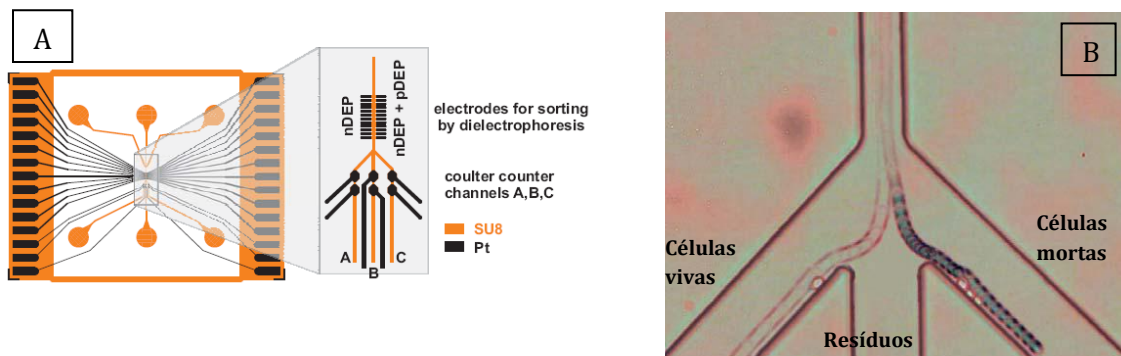 A
nDEP
nDEP + pDEP
electrodes for sorting
by dielectrophoresis
coulter counter
channels A,B,C
SU8
Pt
A
B
C
B
Células
vivas
Células
mortas
Resíduos